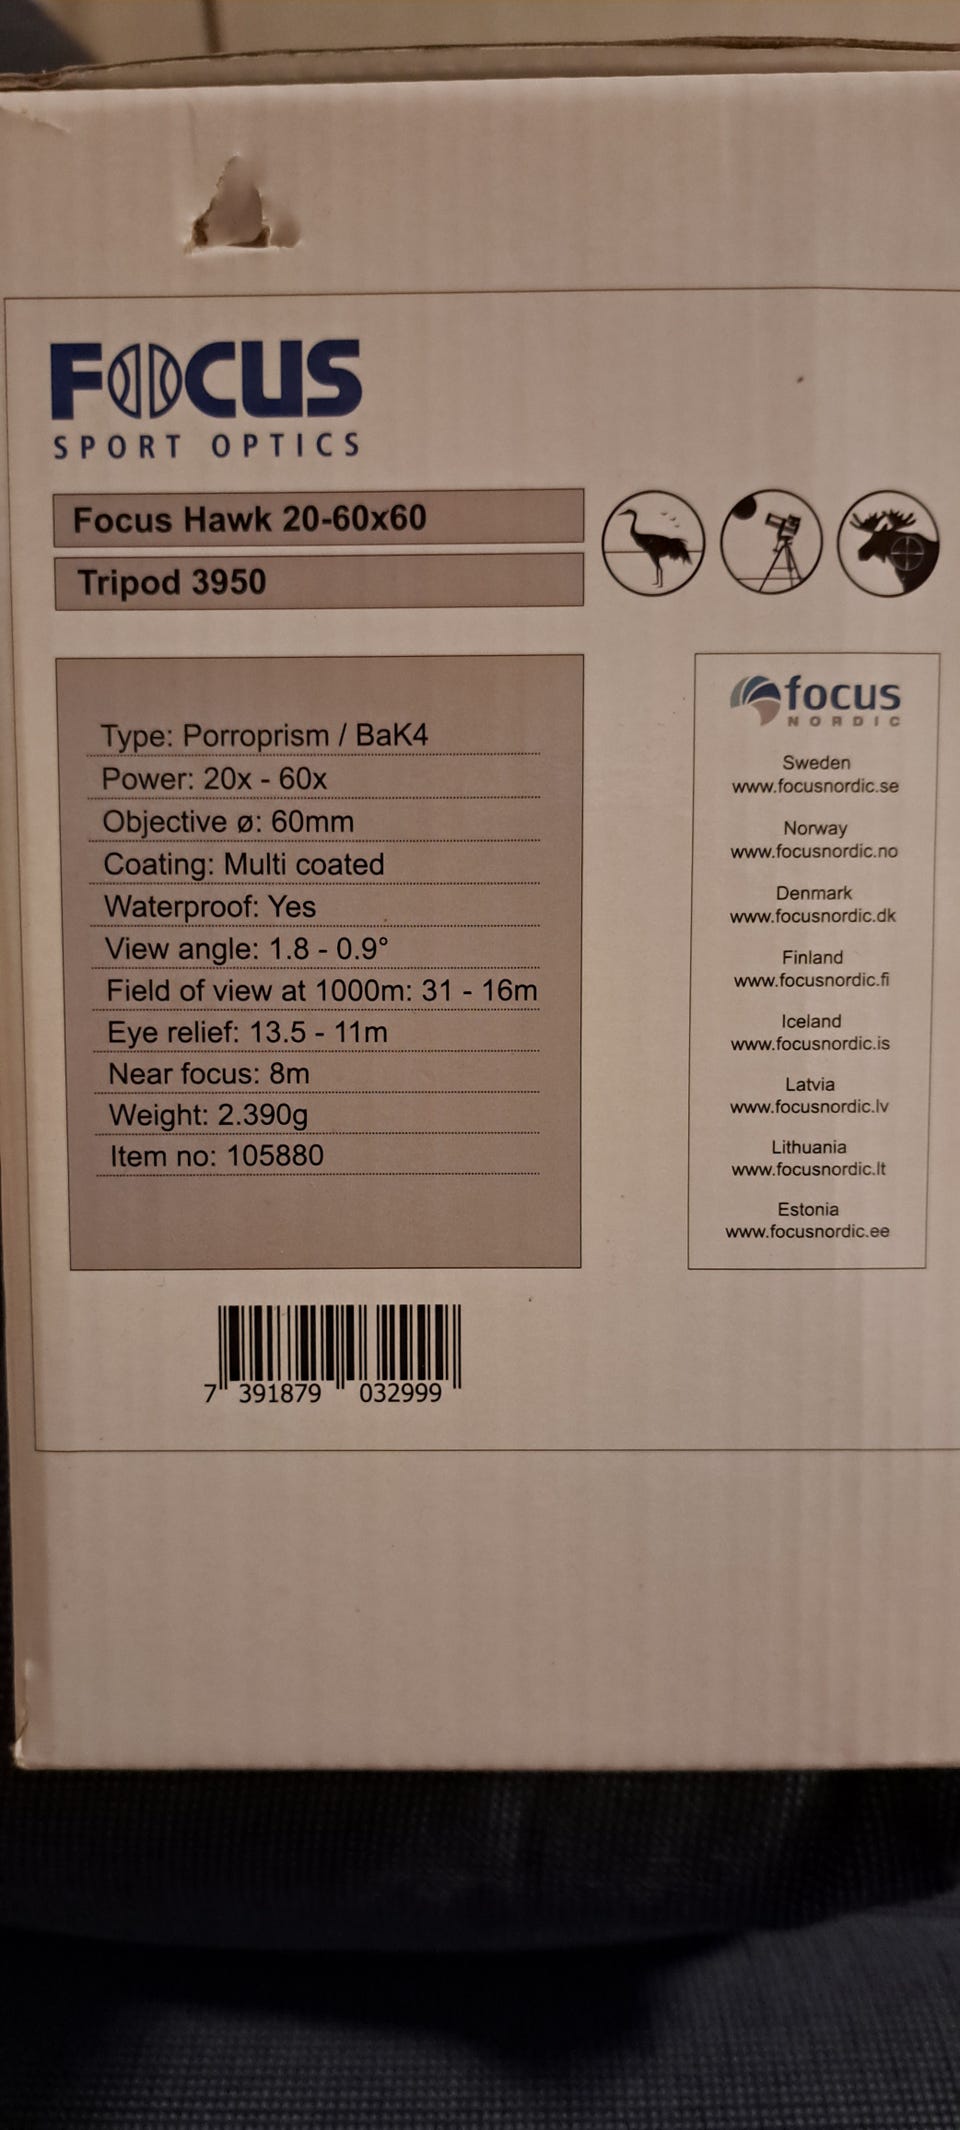 FOCUS
SPORT OPTICS
Focus Hawk 20-60x60
Tripod 3950
Type: Porroprism / BaK4
Power: 20x - 60x
Objective ø: 60mm
Coating: Multi coated
Waterproof: Yes
View angle: 1.8 - 0.9°
Field of view at 1000m: 31 - 16m
Eye relief: 13.5 - 11m
Near focus: 8m
Weight: 2.390g
Item no: 105880
focus
NORDIC
Sweden
www.focusnordic.se
Norway
www.focusnordic.no
Denmark
www.focusnordic.dk
Finland
www.focusnordic.fi
Iceland
www.focusnordic.is
Latvia
www.focusnordic.lv
Lithuania
www.focusnordic.lt
Estonia
www.focusnordic.ee
7 391879 032999